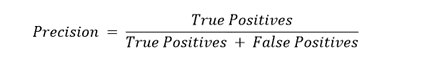 Precision = True Positives / True Positives + False Positives